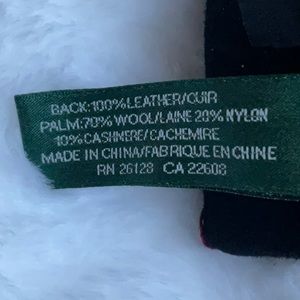 BACK:100%LEATHER/CUIR
PALM:70%WOOL/LAINE 20% NYLON
10%CASHMERE/CACHEMIRE
MADE IN CHINA/FABRIQUE EN CHINE
RN 26128 CA 22608